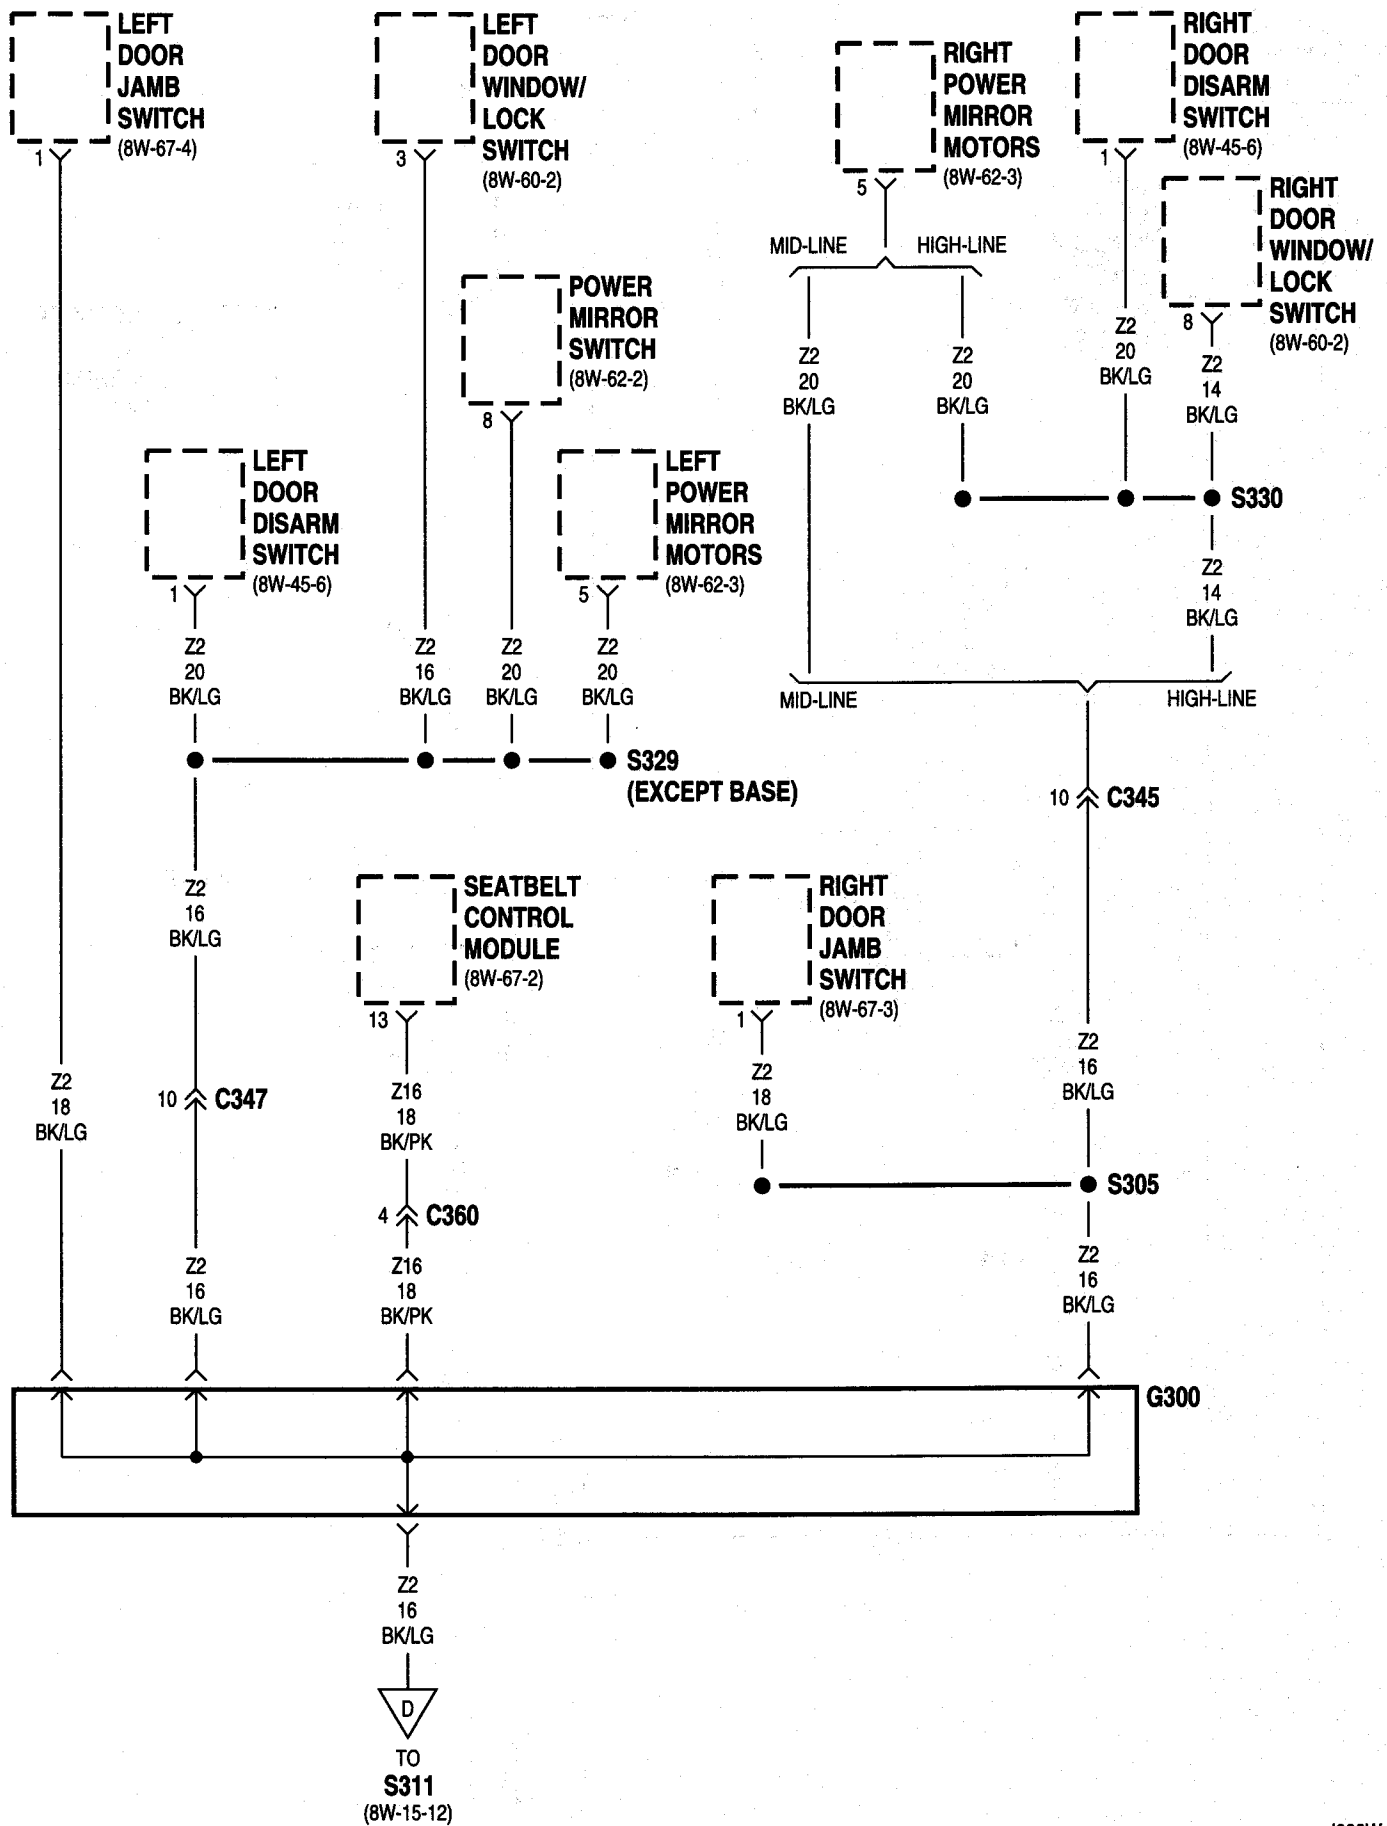 LEFT
DOOR
JAMB
SWITCH
(8W-67-4)
1
LEFT
DOOR
WINDOW/
LOCK
SWITCH
(8W-60-2)
3
RIGHT
POWER
MIRROR
MOTORS
(8W-62-3)
5
RIGHT
DOOR
DISARM
SWITCH
(8W-45-6)
1
RIGHT
DOOR
WINDOW/
LOCK
SWITCH
(8W-60-2)
8
MID-LINE
HIGH-LINE
POWER
MIRROR
SWITCH
(8W-62-2)
8
Z2
20
BK/LG
Z2
20
BK/LG
Z2
20
BK/LG
Z2
14
BK/LG
LEFT
DOOR
DISARM
SWITCH
(8W-45-6)
1
LEFT
POWER
MIRROR
MOTORS
(8W-62-3)
5
S330
Z2
14
BK/LG
Z2
20
BK/LG
Z2
16
BK/LG
Z2
20
BK/LG
Z2
20
BK/LG
MID-LINE
HIGH-LINE
S329
(EXCEPT BASE)
10
C345
Z2
16
BK/LG
SEATBELT
CONTROL
MODULE
(8W-67-2)
13
RIGHT
DOOR
JAMB
SWITCH
(8W-67-3)
1
Z2
18
BK/LG
10
C347
Z16
18
BK/PK
Z2
18
BK/LG
Z2
16
BK/LG
4
C360
S305
Z2
16
BK/LG
Z16
18
BK/PK
Z2
16
BK/LG
G300
Z2
16
BK/LG
D
TO
S311
(8W-15-12)